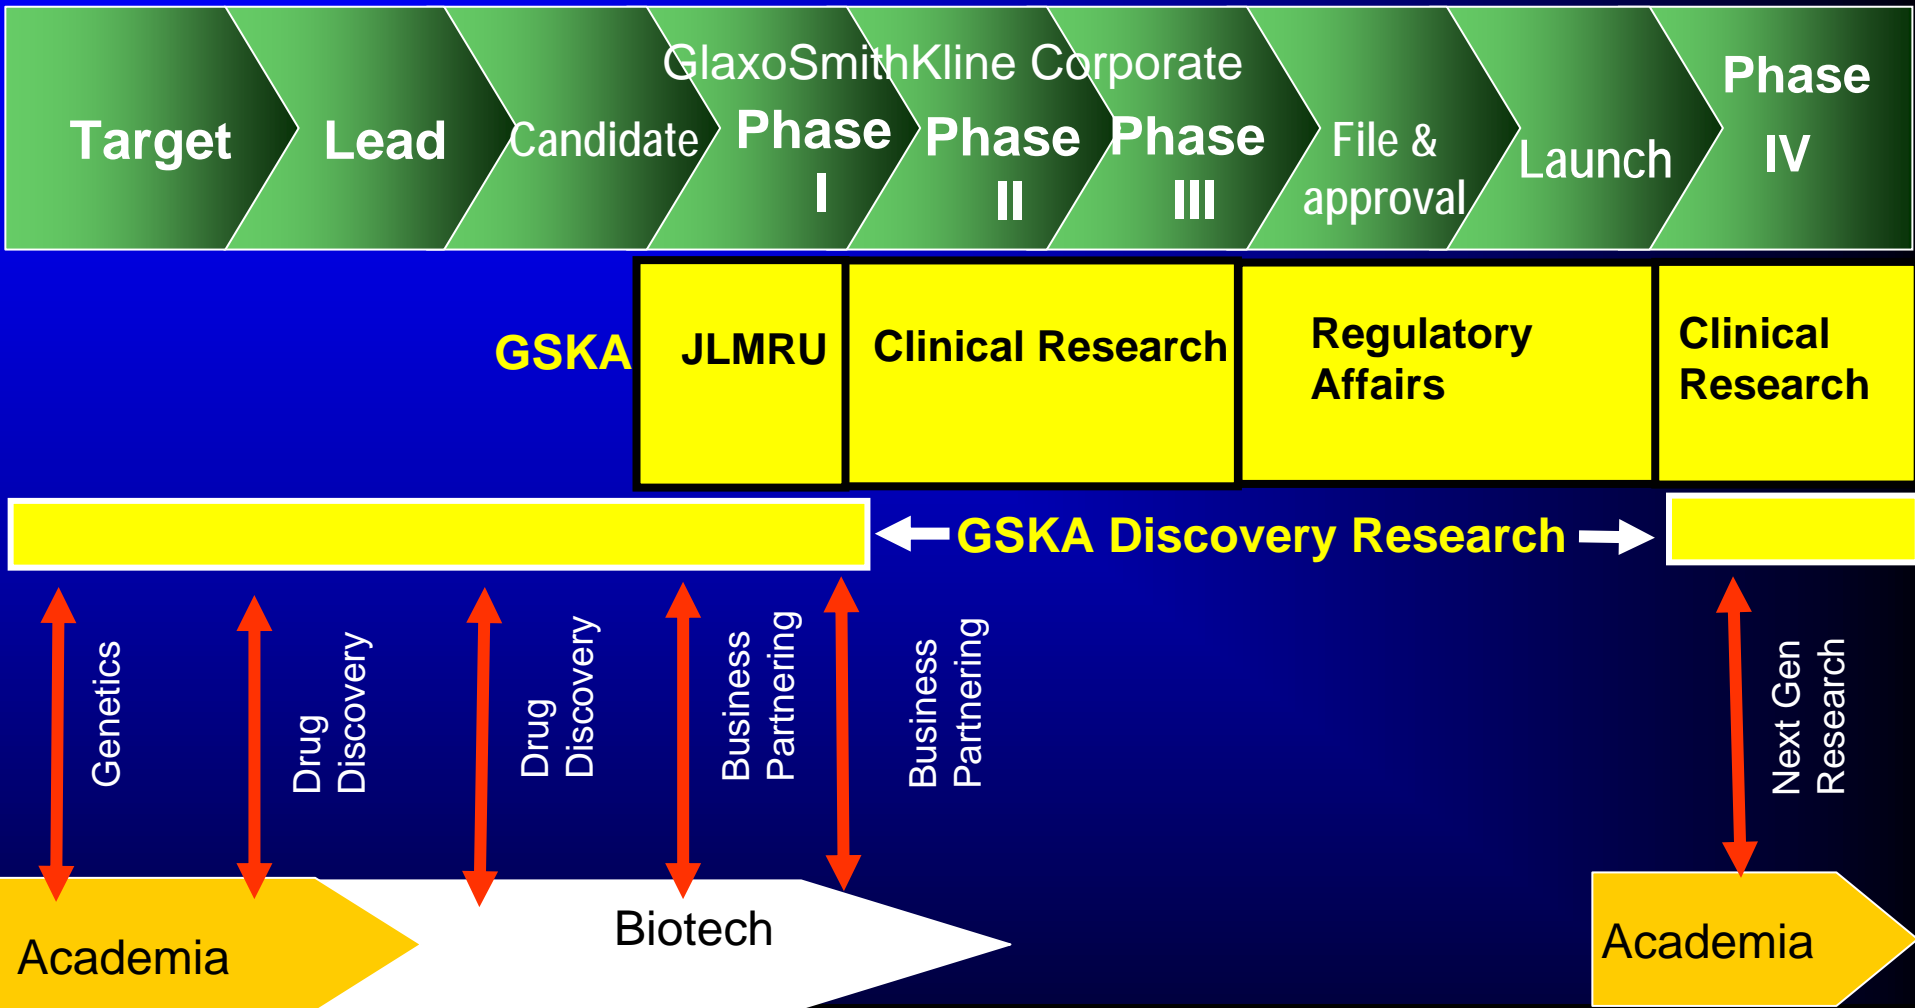 GlaxoSmithKline Corporate
Target
Lead
Candidate
Phase
I
Phase
II
Phase
III
File &
approval
Launch
Phase
IV
GSKA
JLMRU
Clinical Research
Regulatory
Affairs
Clinical
Research
GSKA Discovery Research
Genetics
Drug
Discovery
Drug
Discovery
Business
Partnering
Business
Partnering
Next Gen
Research
Academia
Biotech
Academia